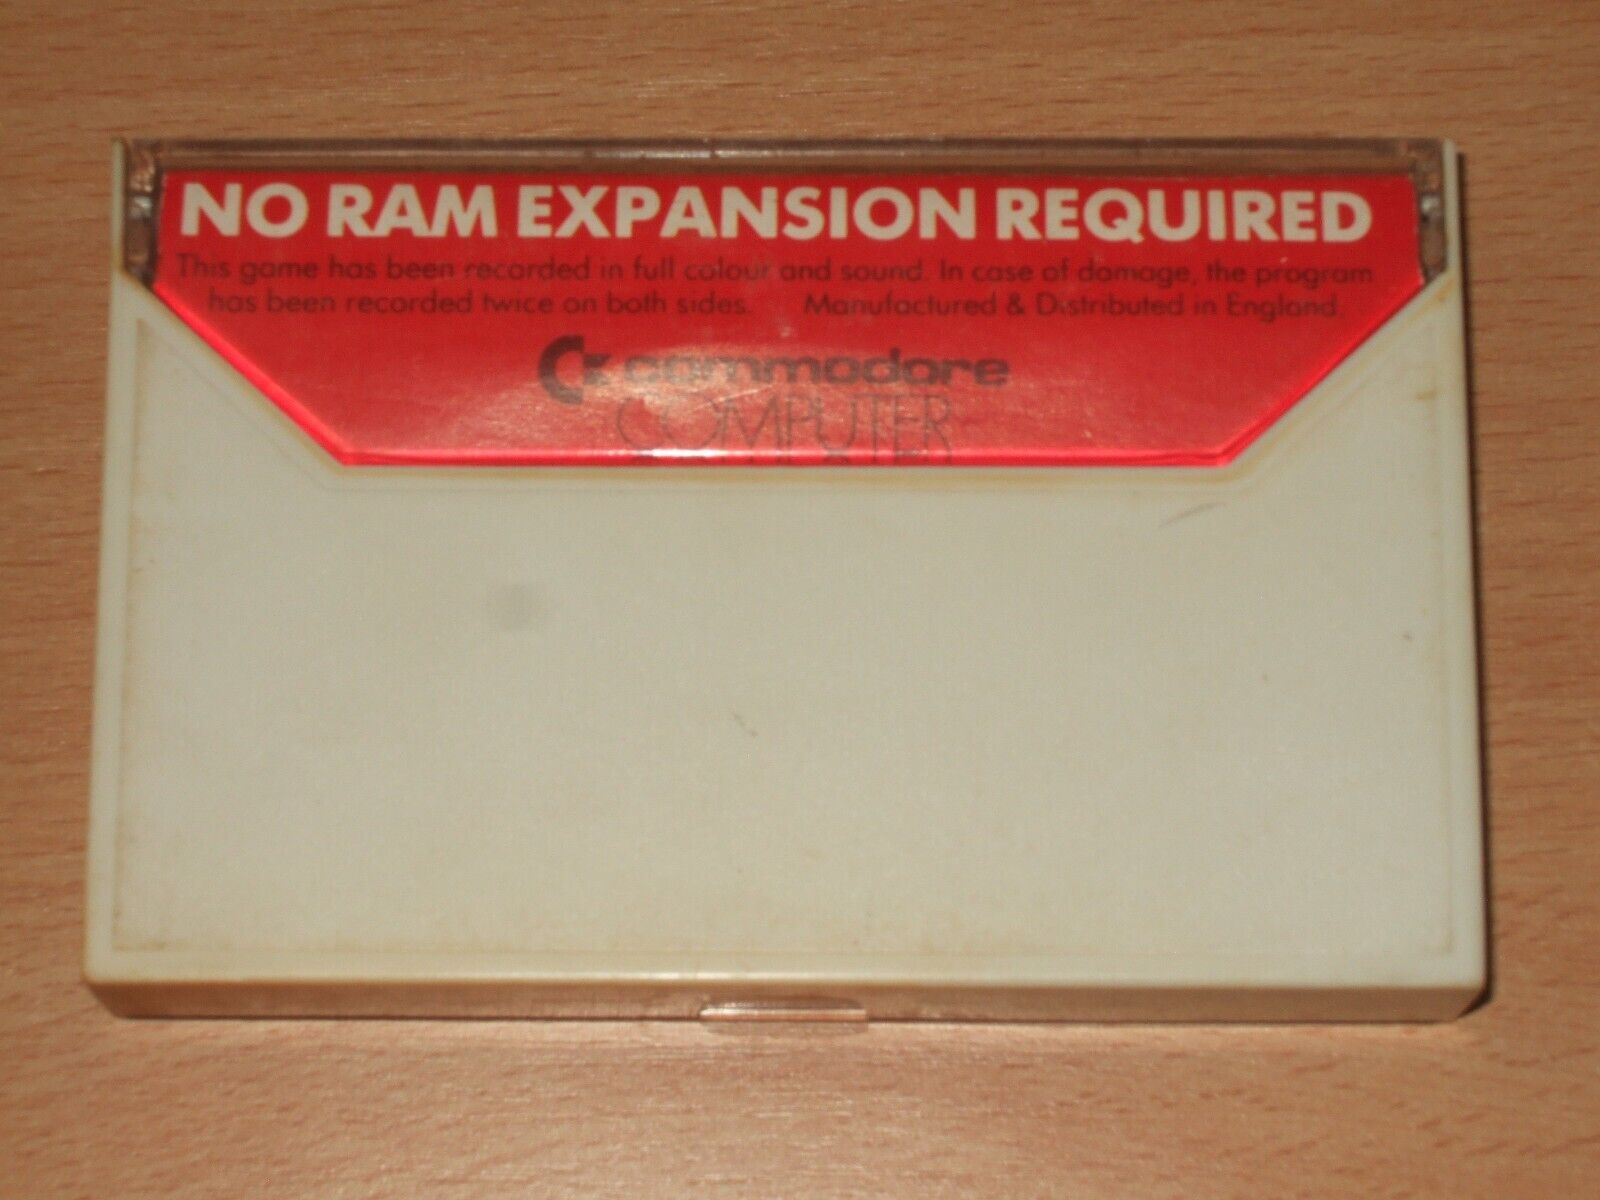 NO RAM EXPANSION REQUIRED
This game has been recorded in full colour and sound. In case of damage, the program
has been recorded twice on both sides. Manufactured & Distributed in England.
commodore
COMPUTER